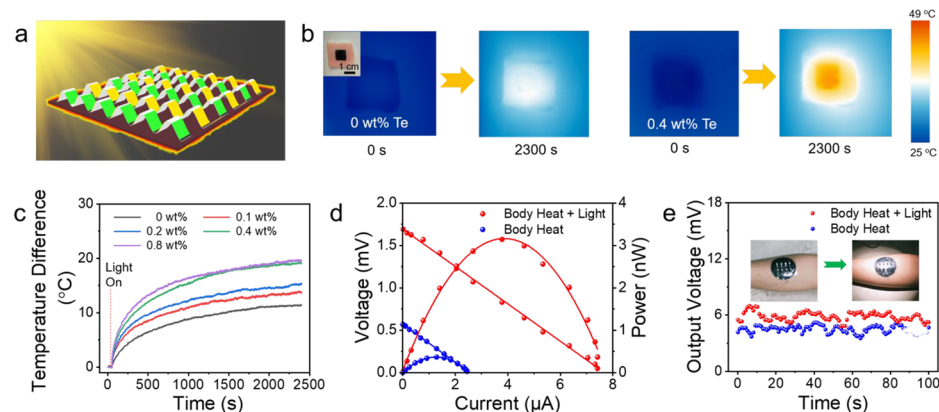 a
b
49 °C
1 cm
0 wt% Te
0.4 wt% Te
0 s
2300 s
0 s
2300 s
25 °C
c
Temperature Difference
(°C)
30
20
10
0
0 wt%
0.1 wt%
0.2 wt%
0.4 wt%
0.8 wt%
Light
On
0 500 1000 1500 2000 2500
Time (s)
d
Voltage (mV)
2.0
1.5
1.0
0.5
0.0
Body Heat + Light
Body Heat
4
3
2
1
0
Power (nW)
0 2 4 6 8
Current (µA)
e
Output Voltage (mV)
18
12
6
0
Body Heat + Light
Body Heat
0 20 40 60 80 100
Time (s)